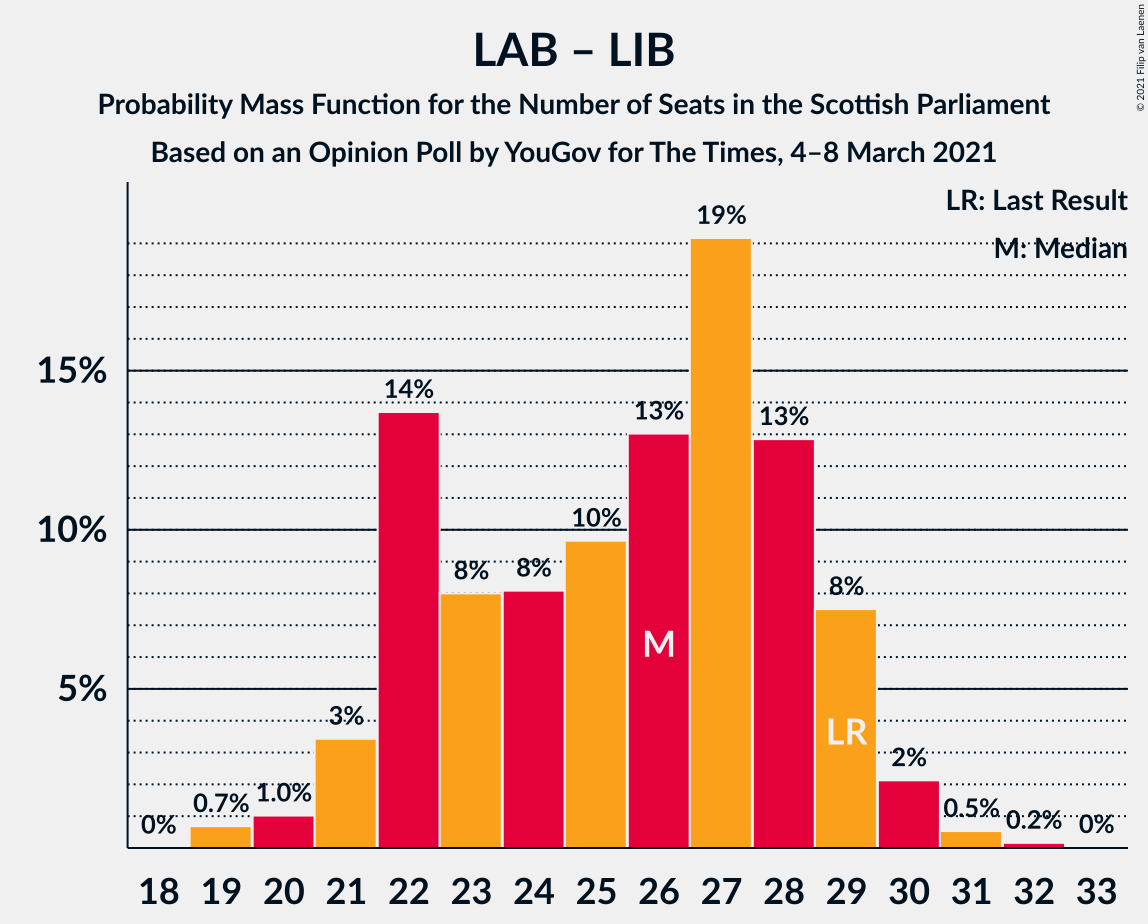 LAB – LIB
Probability Mass Function for the Number of Seats in the Scottish Parliament
Based on an Opinion Poll by YouGov for The Times, 4–8 March 2021
© 2021 Filip van Laenen
LR: Last Result
M: Median
15%
10%
5%
0%
0.7%
1.0%
3%
14%
8%
8%
10%
13%
19%
13%
8%
2%
0.5%
0.2%
0%
M
LR
18 19 20 21 22 23 24 25 26 27 28 29 30 31 32 33